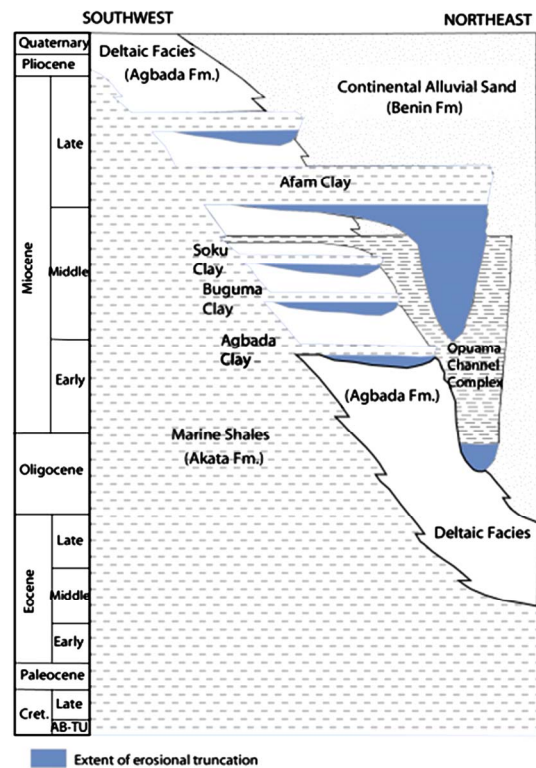 SOUTHWEST
NORTHEAST
Quaternary
Pliocene
Miocene
Late
Middle
Early
Oligocene
Eocene
Late
Middle
Early
Paleocene
Cret.
Late
AB-TU
Deltaic Facies
(Agbada Fm.)
Continental Alluvial Sand
(Benin Fm)
Afam Clay
Soku
Clay
Buguma
Clay
Agbada
Clay
Opuama
Channel
Complex
(Agbada Fm.)
Marine Shales
(Akata Fm.)
Deltaic Facies
Extent of erosional truncation